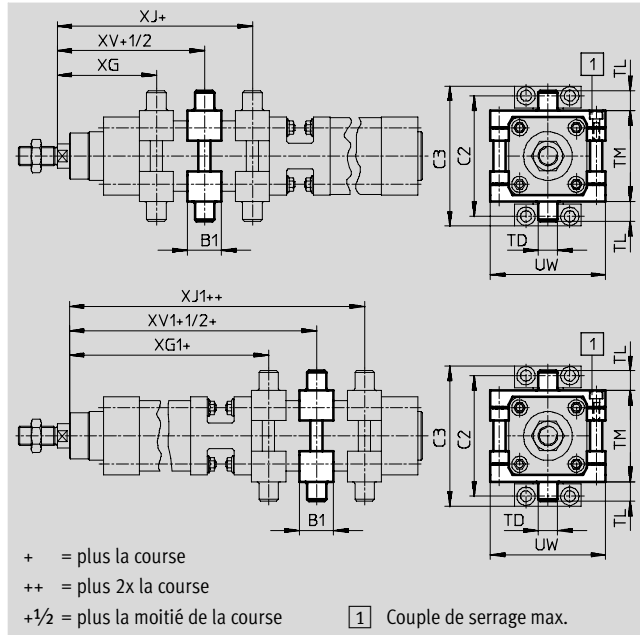 XJ+
XV+1/2
XG
1
TL
C3
C2
TM
B1
TD
TL
UW
XJ1++
XV1+1/2+
XG1+
1
TL
C3
C2
TM
B1
TD
TL
UW
+ = plus la course
++ = plus 2x la course
+1/2 = plus la moitié de la course
1 Couple de serrage max.